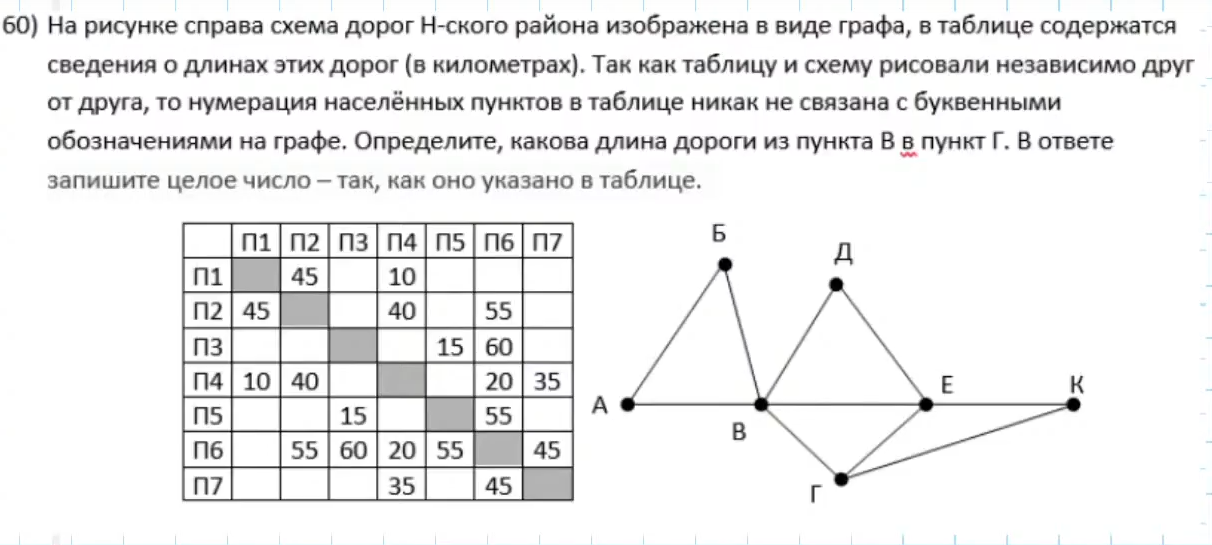 60) На рисунке справа схема дорог Н-ского района изображена в виде графа, в таблице содержатся
сведения о длинах этих дорог (в километрах). Так как таблицу и схему рисовали независимо друг
от друга, то нумерация населённых пунктов в таблице никак не связана с буквенными
обозначениями на графе. Определите, какова длина дороги из пункта В в пункт Г. В ответе
запишите целое число – так, как оно указано в таблице.
П1 П2 П3 П4 П5 П6 П7
П1 45 10
П2 45 40 55
П3 15 60
П4 10 40 20 35
П5 15 55
П6 55 60 20 55 45
П7 35 45
Б
Д
А
В
Е
К
Г